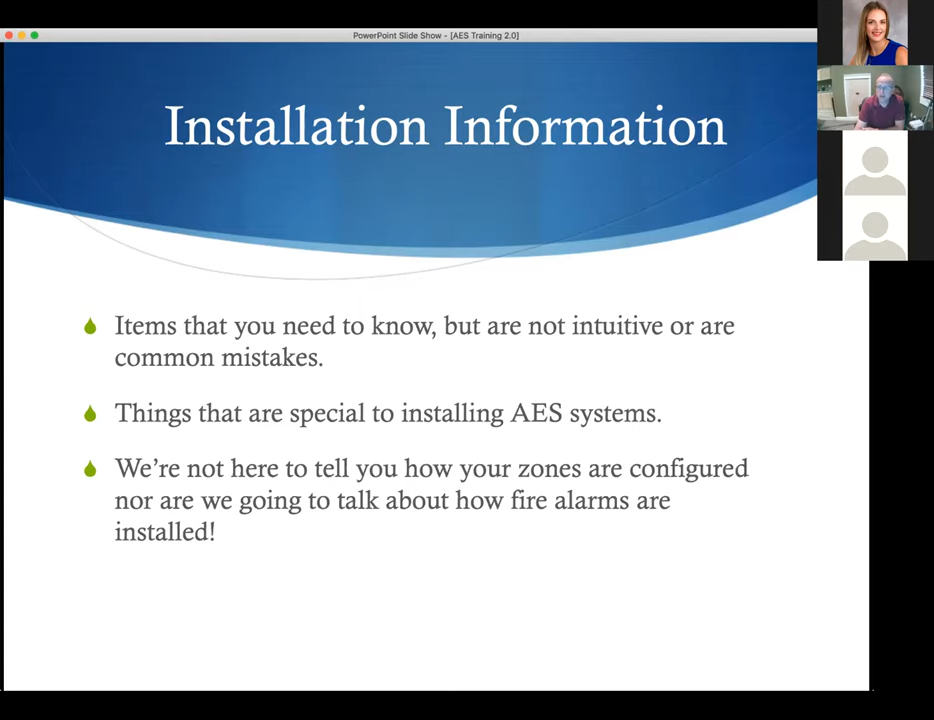 PowerPoint Slide Show - [AES Training 2.0]
Installation Information
Items that you need to know, but are not intuitive or are
common mistakes.
Things that are special to installing AES systems.
We’re not here to tell you how your zones are configured
nor are we going to talk about how fire alarms are
installed!